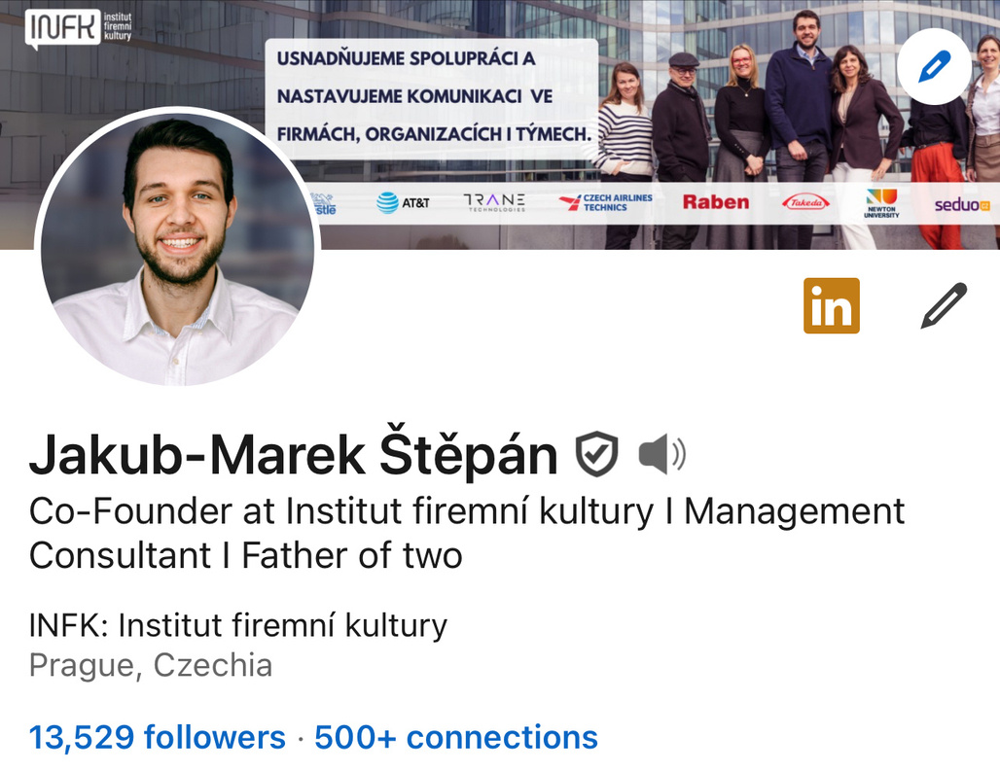 INFK institut
firemní
kultury
USNADŇUJEME SPOLUPRÁCI A
NASTAVUJEME KOMUNIKACI VE
FIRMÁCH, ORGANIZACÍCH I TÝMECH.
AT&T
TRANE
TECHNOLOGIES
CZECH AIRLINES
TECHNICS
Raben
Takeda
NEWTON
UNIVERSITY
seduo cz
in
Jakub-Marek Štěpán
Co-Founder at Institut firemní kultury I Management
Consultant I Father of two
INFK: Institut firemní kultury
Prague, Czechia
13,529 followers · 500+ connections